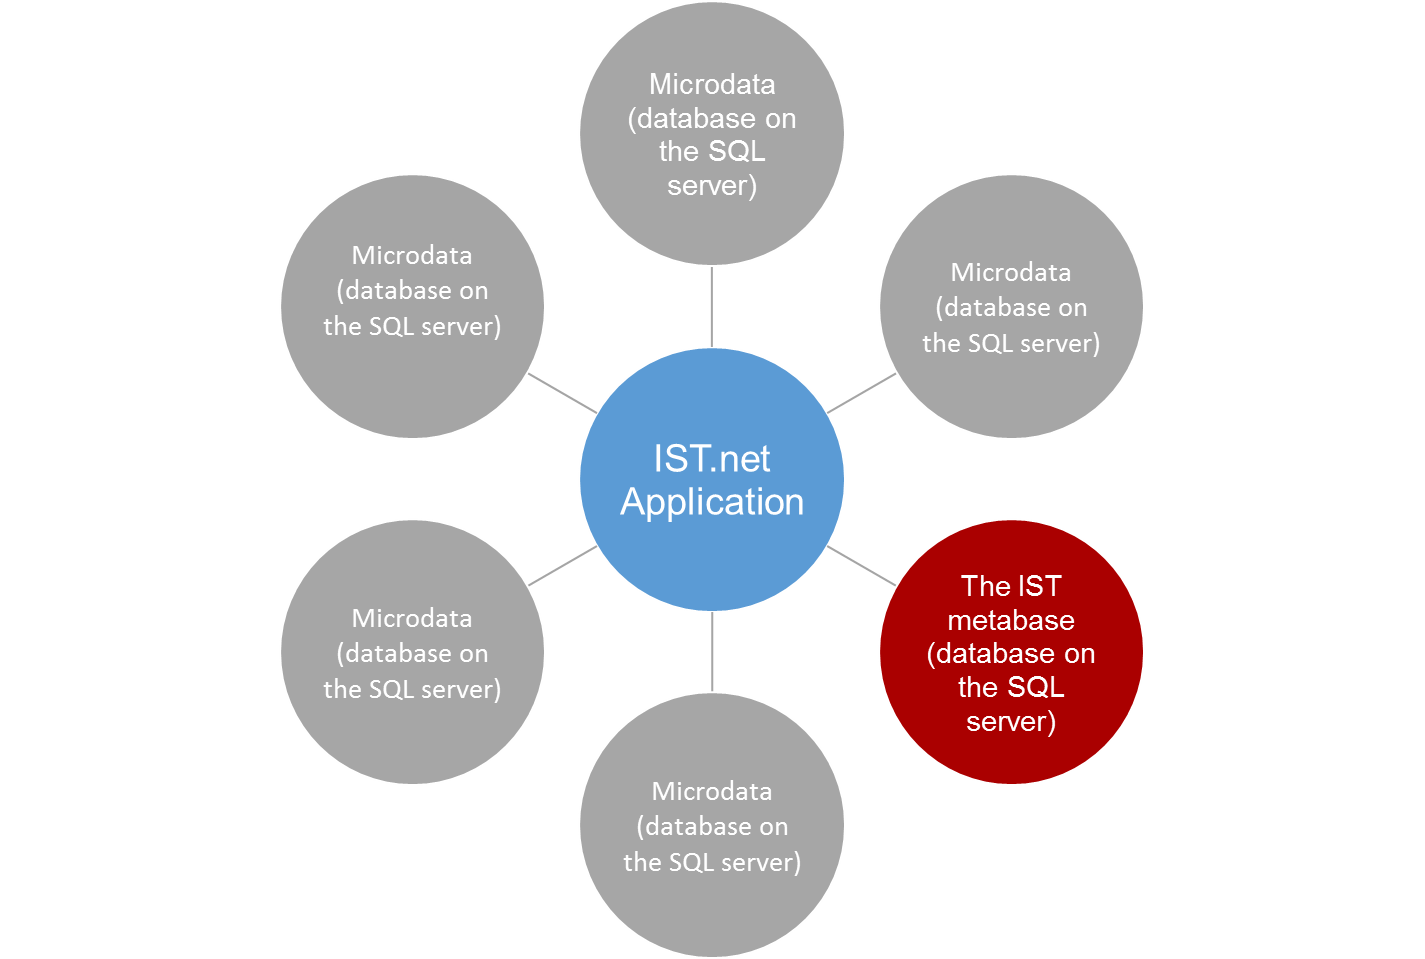 Microdata
(database on
the SQL
server)
Microdata
(database on
the SQL server)
Microdata
(database on
the SQL server)
IST.net
Application
Microdata
(database on
the SQL server)
The IST
metabase
(database on
the SQL
server)
Microdata
(database on
the SQL server)